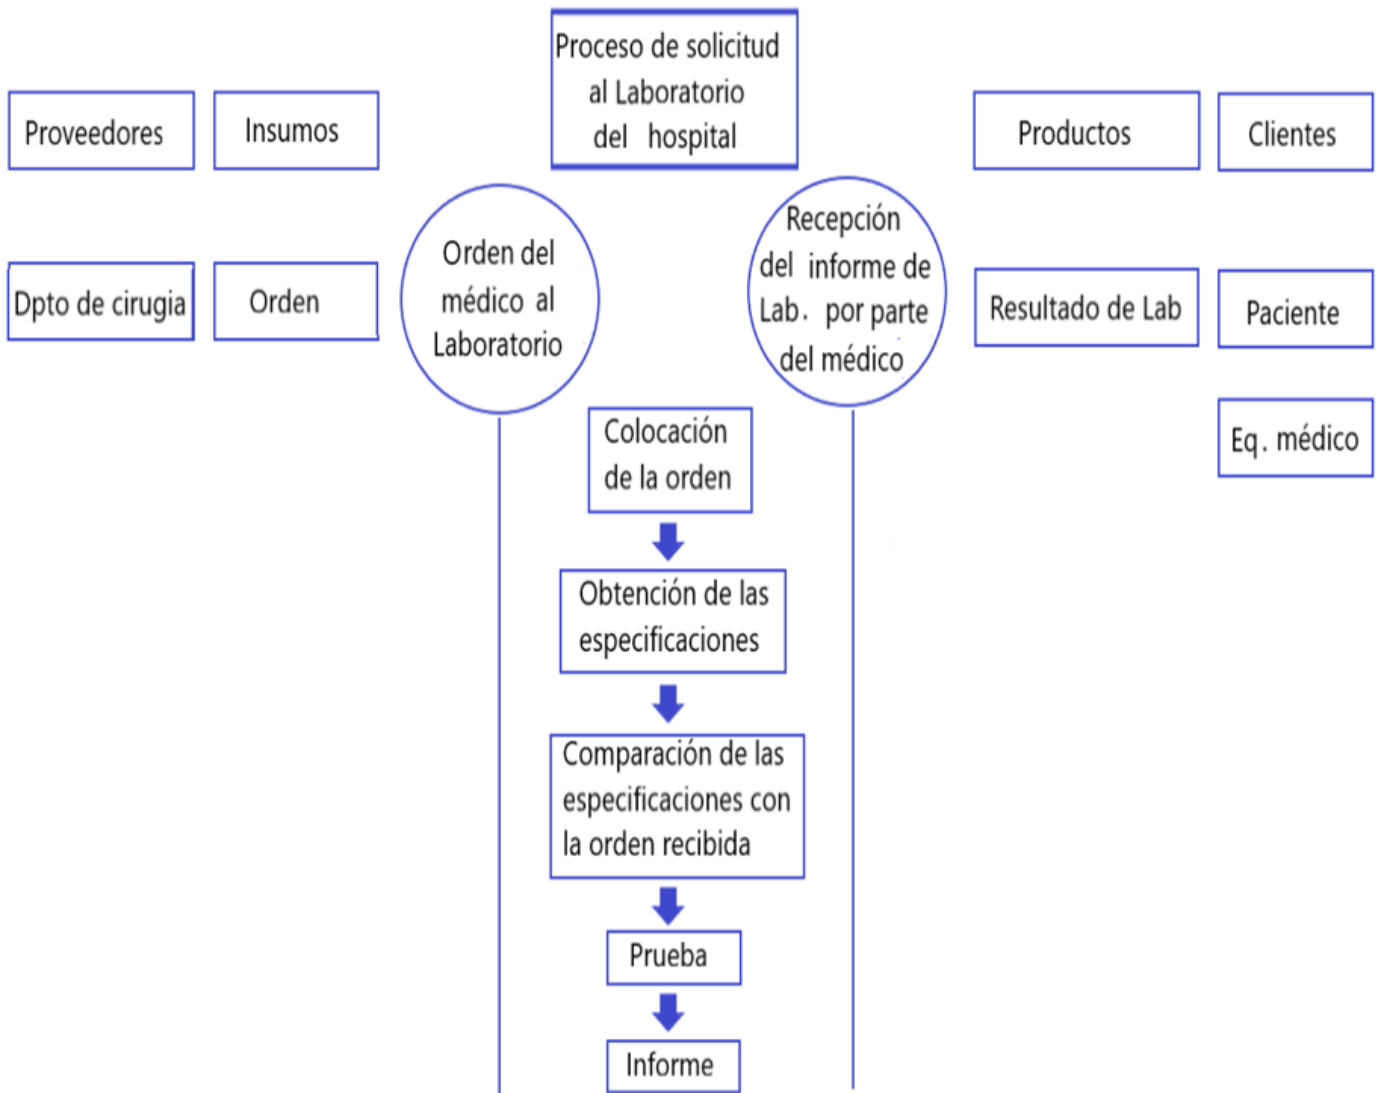 Proceso de solicitud
al Laboratorio
del hospital
Proveedores
Insumos
Productos
Clientes
Dpto de cirugia
Orden
Orden del
médico al
Laboratorio
Recepción
del informe de
Lab. por parte
del médico
Resultado de Lab
Paciente
Eq. médico
Colocación
de la orden
Obtención de las
especificaciones
Comparación de las
especificaciones con
la orden recibida
Prueba
Informe